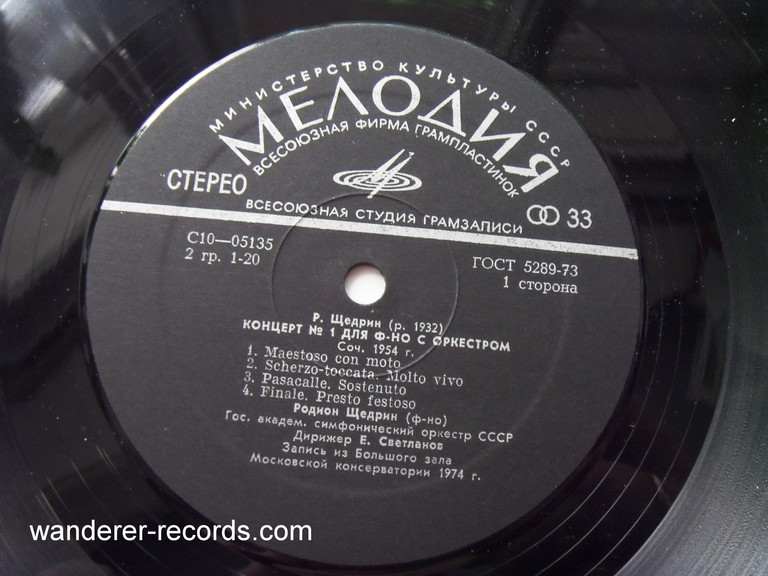 МИНИСТЕРСТВО КУЛЬТУРЫ СССР
МЕЛОДИЯ
ВСЕСОЮЗНАЯ ФИРМА ГРАМПЛАСТИНОК
СТЕРЕО
33
ВСЕСОЮЗНАЯ СТУДИЯ ГРАМЗАПИСИ
С10—05135
2 гр. 1-20
ГОСТ 5289-73
1 сторона
Р. Щедрин (р. 1932)
КОНЦЕРТ № 1 ДЛЯ Ф-НО С ОРКЕСТРОМ
Соч. 1954 г.
1. Maestoso con moto
2. Scherzo-toccata. Molto vivo
3. Pasacalle. Sostenuto
4. Finale. Presto festoso
Родион Щедрин (ф-но)
Гос. академ. симфонический оркестр СССР
Дирижер Е. Светланов
Запись из Большого зала
Московской консерватории 1974 г.
wanderer-records.com